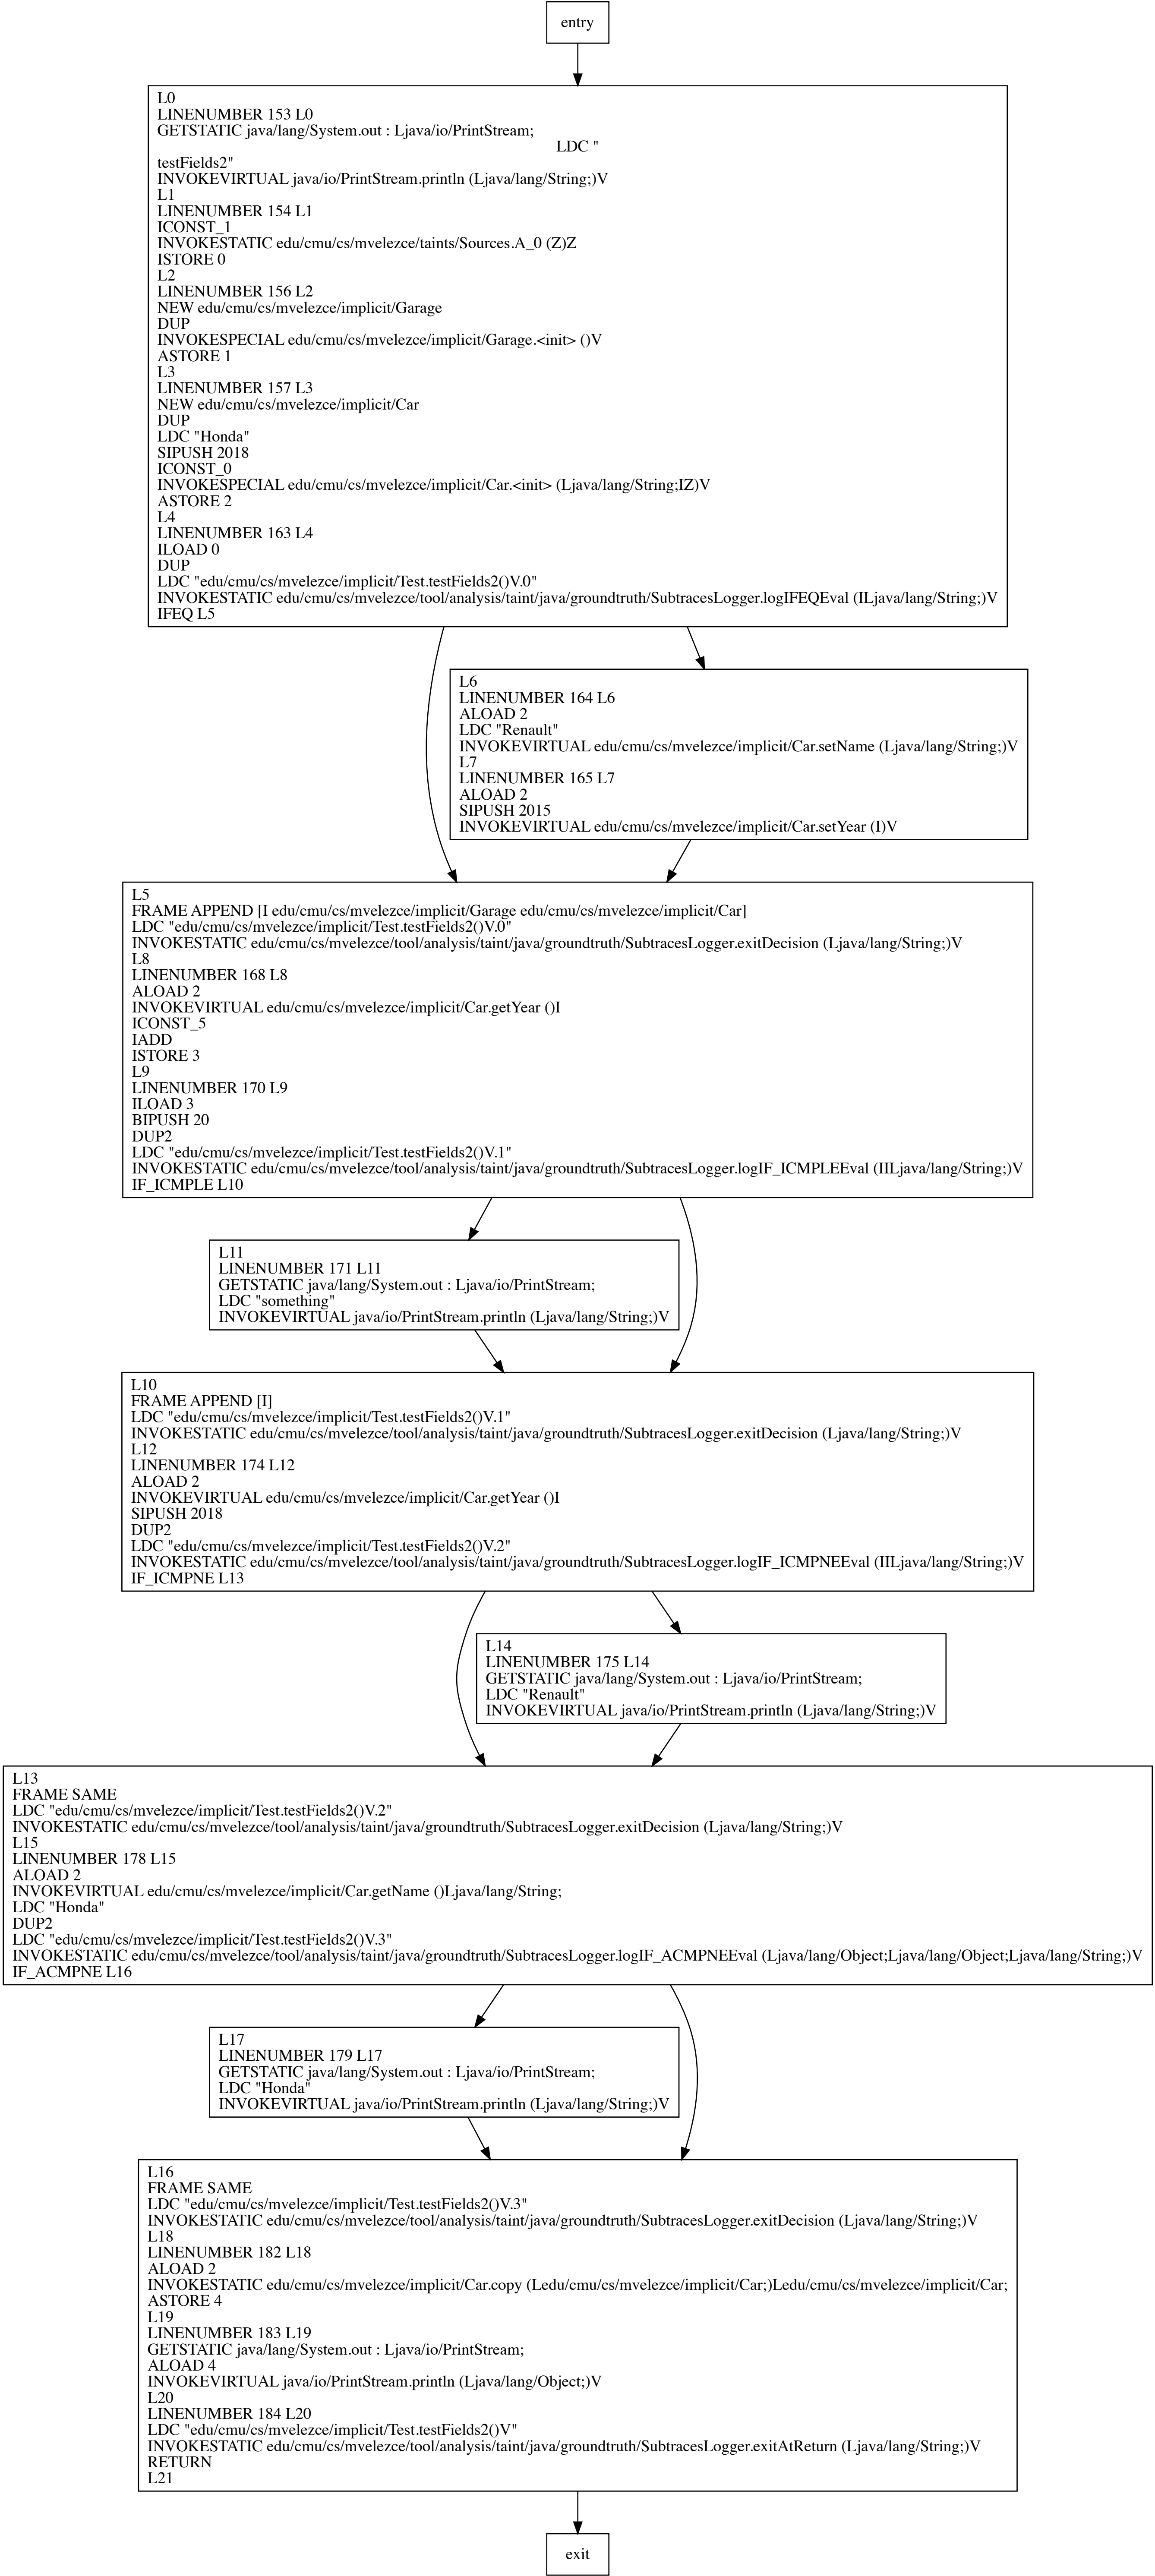 entry
L0
LINENUMBER 153 L0
GETSTATIC java/lang/System.out : Ljava/io/PrintStream;
LDC "
testFields2"
INVOKEVIRTUAL java/io/PrintStream.println (Ljava/lang/String;)V
L1
LINENUMBER 154 L1
ICONST_1
INVOKESTATIC edu/cmu/cs/mvelezce/taints/Sources.A_0 (Z)Z
ISTORE 0
L2
LINENUMBER 156 L2
NEW edu/cmu/cs/mvelezce/implicit/Garage
DUP
INVOKESPECIAL edu/cmu/cs/mvelezce/implicit/Garage.<init> ()V
ASTORE 1
L3
LINENUMBER 157 L3
NEW edu/cmu/cs/mvelezce/implicit/Car
DUP
LDC "Honda"
SIPUSH 2018
ICONST_0
INVOKESPECIAL edu/cmu/cs/mvelezce/implicit/Car.<init> (Ljava/lang/String;IZ)V
ASTORE 2
L4
LINENUMBER 163 L4
ILOAD 0
DUP
LDC "edu/cmu/cs/mvelezce/implicit/Test.testFields2()V.0"
INVOKESTATIC edu/cmu/cs/mvelezce/tool/analysis/taint/java/groundtruth/SubtracesLogger.logIFEQEval (ILjava/lang/String;)V
IFEQ L5
L6
LINENUMBER 164 L6
ALOAD 2
LDC "Renault"
INVOKEVIRTUAL edu/cmu/cs/mvelezce/implicit/Car.setName (Ljava/lang/String;)V
L7
LINENUMBER 165 L7
ALOAD 2
SIPUSH 2015
INVOKEVIRTUAL edu/cmu/cs/mvelezce/implicit/Car.setYear (I)V
L5
FRAME APPEND [I edu/cmu/cs/mvelezce/implicit/Garage edu/cmu/cs/mvelezce/implicit/Car]
LDC "edu/cmu/cs/mvelezce/implicit/Test.testFields2()V.0"
INVOKESTATIC edu/cmu/cs/mvelezce/tool/analysis/taint/java/groundtruth/SubtracesLogger.exitDecision (Ljava/lang/String;)V
L8
LINENUMBER 168 L8
ALOAD 2
INVOKEVIRTUAL edu/cmu/cs/mvelezce/implicit/Car.getYear ()I
ICONST_5
IADD
ISTORE 3
L9
LINENUMBER 170 L9
ILOAD 3
BIPUSH 20
DUP2
LDC "edu/cmu/cs/mvelezce/implicit/Test.testFields2()V.1"
INVOKESTATIC edu/cmu/cs/mvelezce/tool/analysis/taint/java/groundtruth/SubtracesLogger.logIF_ICMPLEEval (IILjava/lang/String;)V
IF_ICMPLE L10
L11
LINENUMBER 171 L11
GETSTATIC java/lang/System.out : Ljava/io/PrintStream;
LDC "something"
INVOKEVIRTUAL java/io/PrintStream.println (Ljava/lang/String;)V
L10
FRAME APPEND [I]
LDC "edu/cmu/cs/mvelezce/implicit/Test.testFields2()V.1"
INVOKESTATIC edu/cmu/cs/mvelezce/tool/analysis/taint/java/groundtruth/SubtracesLogger.exitDecision (Ljava/lang/String;)V
L12
LINENUMBER 174 L12
ALOAD 2
INVOKEVIRTUAL edu/cmu/cs/mvelezce/implicit/Car.getYear ()I
SIPUSH 2018
DUP2
LDC "edu/cmu/cs/mvelezce/implicit/Test.testFields2()V.2"
INVOKESTATIC edu/cmu/cs/mvelezce/tool/analysis/taint/java/groundtruth/SubtracesLogger.logIF_ICMPNEEval (IILjava/lang/String;)V
IF_ICMPNE L13
L14
LINENUMBER 175 L14
GETSTATIC java/lang/System.out : Ljava/io/PrintStream;
LDC "Renault"
INVOKEVIRTUAL java/io/PrintStream.println (Ljava/lang/String;)V
L13
FRAME SAME
LDC "edu/cmu/cs/mvelezce/implicit/Test.testFields2()V.2"
INVOKESTATIC edu/cmu/cs/mvelezce/tool/analysis/taint/java/groundtruth/SubtracesLogger.exitDecision (Ljava/lang/String;)V
L15
LINENUMBER 178 L15
ALOAD 2
INVOKEVIRTUAL edu/cmu/cs/mvelezce/implicit/Car.getName ()Ljava/lang/String;
LDC "Honda"
DUP2
LDC "edu/cmu/cs/mvelezce/implicit/Test.testFields2()V.3"
INVOKESTATIC edu/cmu/cs/mvelezce/tool/analysis/taint/java/groundtruth/SubtracesLogger.logIF_ACMPNEEval (Ljava/lang/Object;Ljava/lang/Object;Ljava/lang/String;)V
IF_ACMPNE L16
L17
LINENUMBER 179 L17
GETSTATIC java/lang/System.out : Ljava/io/PrintStream;
LDC "Honda"
INVOKEVIRTUAL java/io/PrintStream.println (Ljava/lang/String;)V
L16
FRAME SAME
LDC "edu/cmu/cs/mvelezce/implicit/Test.testFields2()V.3"
INVOKESTATIC edu/cmu/cs/mvelezce/tool/analysis/taint/java/groundtruth/SubtracesLogger.exitDecision (Ljava/lang/String;)V
L18
LINENUMBER 182 L18
ALOAD 2
INVOKESTATIC edu/cmu/cs/mvelezce/implicit/Car.copy (Ledu/cmu/cs/mvelezce/implicit/Car;)Ledu/cmu/cs/mvelezce/implicit/Car;
ASTORE 4
L19
LINENUMBER 183 L19
GETSTATIC java/lang/System.out : Ljava/io/PrintStream;
ALOAD 4
INVOKEVIRTUAL java/io/PrintStream.println (Ljava/lang/Object;)V
L20
LINENUMBER 184 L20
LDC "edu/cmu/cs/mvelezce/implicit/Test.testFields2()V"
INVOKESTATIC edu/cmu/cs/mvelezce/tool/analysis/taint/java/groundtruth/SubtracesLogger.exitAtReturn (Ljava/lang/String;)V
RETURN
L21
exit